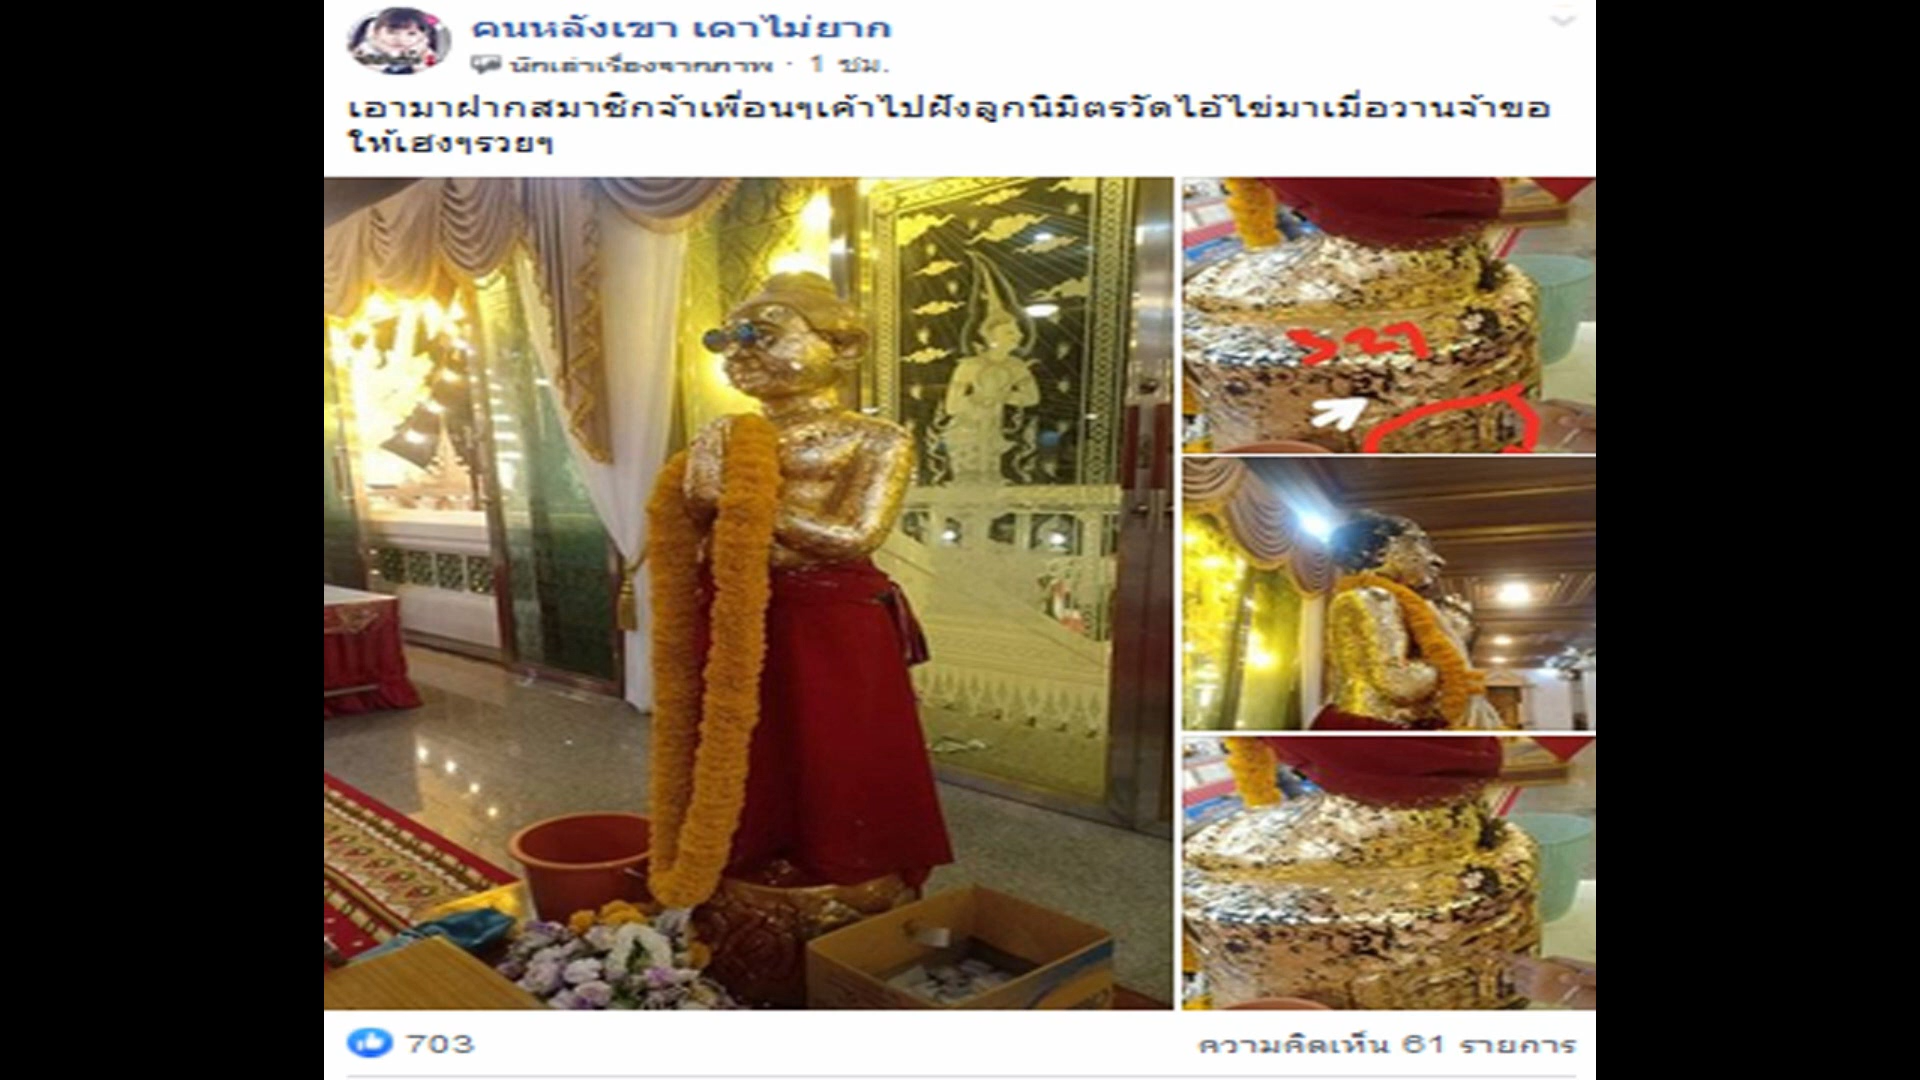 คนหลังเขา เดาไม่ยาก
นักเล่าเรื่องจากภาพ · 1 ชม.
เอามาฝากสมาชิกจ้าเพื่อนๆเค้าไปฝังลูกนิมิตรวัดไอ้ไข่มาเมื่อวานจ้าขอ
ให้เฮงๆรวยๆ
703
ความคิดเห็น 61 รายการ